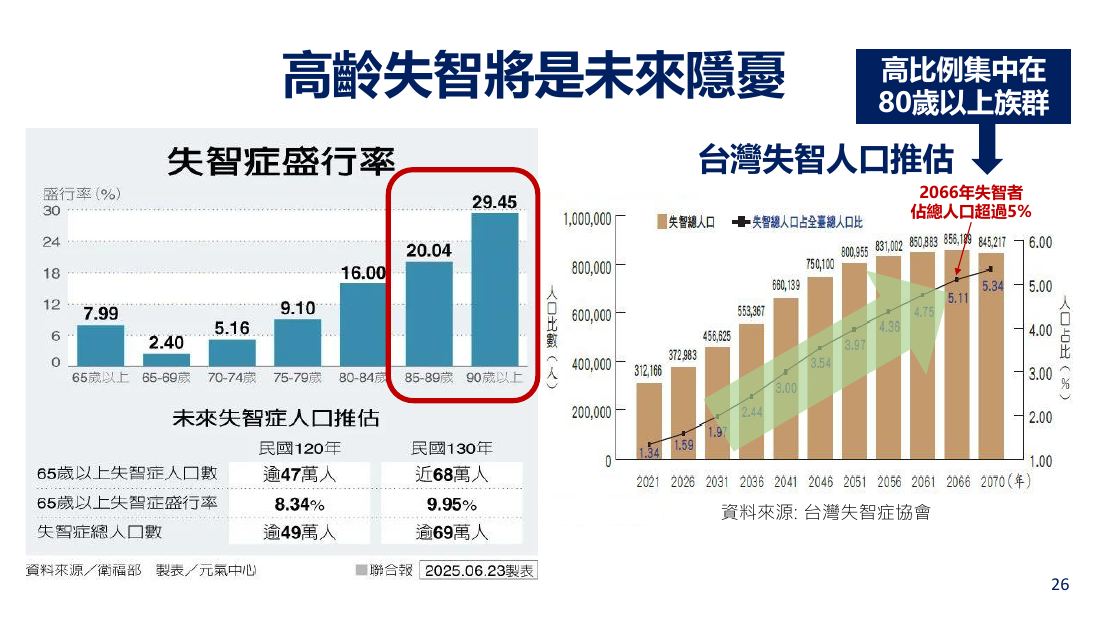 高齡失智將是未來隱憂
高比例集中在
80歲以上族群
失智症盛行率
盛行率(%)
30
24
18
12
6
0
7.99
2.40
5.16
9.10
16.00
20.04
29.45
65歲以上 65-69歲 70-74歲 75-79歲 80-84歲 85-89歲 90歲以上
未來失智症人口推估
民國120年 民國130年
65歲以上失智症人口數 逾47萬人 近68萬人
65歲以上失智症盛行率 8.34% 9.95%
失智症總人口數 逾49萬人 逾69萬人
資料來源／衛福部 製表／元氣中心 聯合報 2025.06.23製表
台灣失智人口推估
2066年失智者
佔總人口超過5%
失智總人口 失智總人口占全臺總人口比
人口比數（人）
1,000,000
800,000
600,000
400,000
200,000
0
312,166 372,983 456,625 553,367 660,139 750,100 800,955 831,002 850,883 845,217
1.34 1.59 1.97 2.44 3.00 3.54 3.97 4.36 4.75 5.11 5.34
6.00
5.00
4.00
3.00
2.00
1.00
人口占比（%）
2021 2026 2031 2036 2041 2046 2051 2056 2061 2066 2070(年)
資料來源: 台灣失智症協會
26